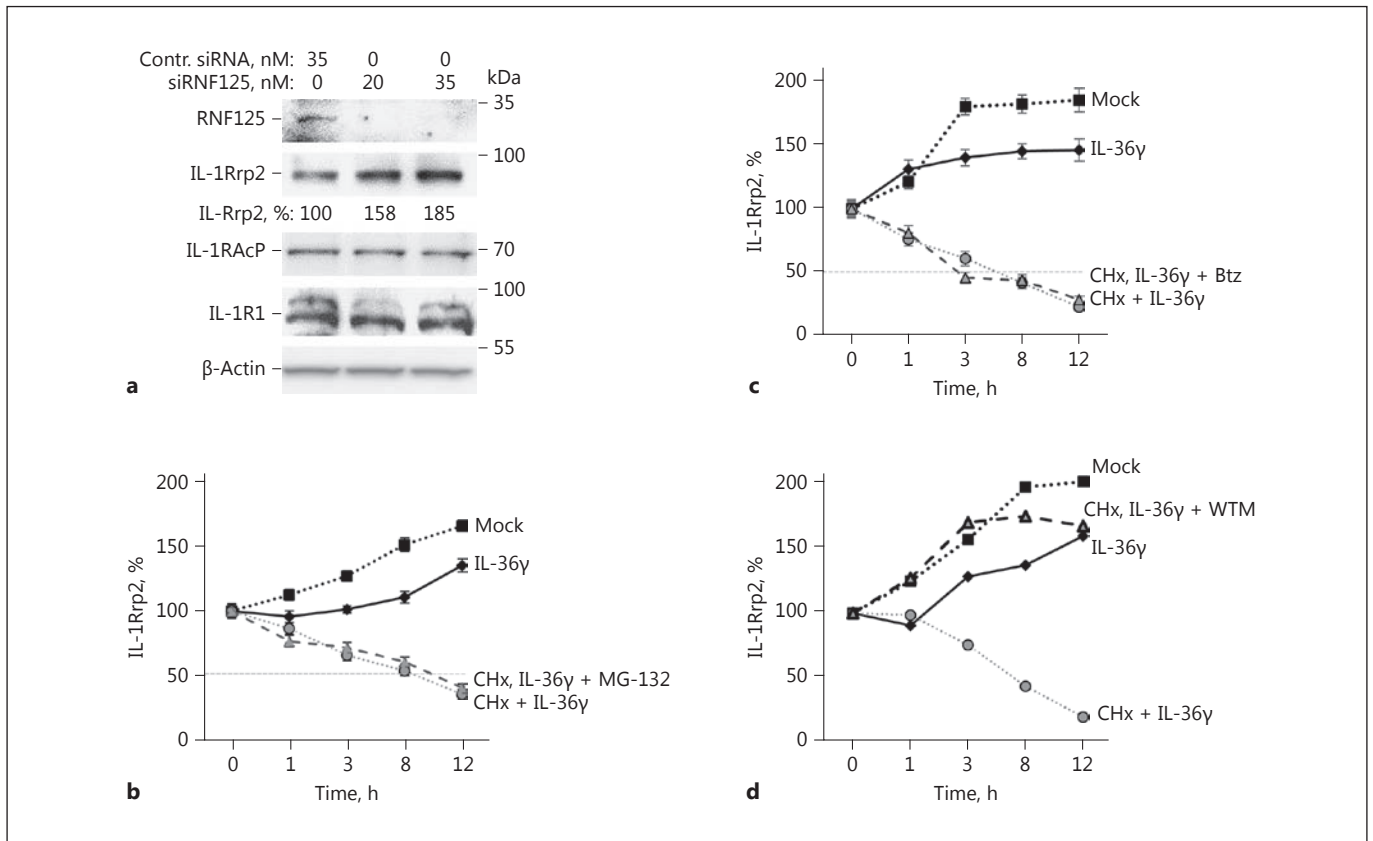 Contr. siRNA, nM: 35 0 0
siRNF125, nM: 0 20 35 kDa
RNF125 35
IL-1Rrp2 100
IL-Rrp2, %: 100 158 185
IL-1RAcP 70
IL-1R1 100
β-Actin 55
a
200
150
100
50
0
IL-1Rrp2, %
Mock
IL-36γ
CHx, IL-36γ + MG-132
CHx + IL-36γ
0 1 3 8 12
Time, h
b
200
150
100
50
0
IL-1Rrp2, %
Mock
IL-36γ
CHx, IL-36γ + Btz
CHx + IL-36γ
0 1 3 8 12
Time, h
c
200
150
100
50
0
IL-1Rrp2, %
Mock
CHx, IL-36γ + WTM
IL-36γ
CHx + IL-36γ
0 1 3 8 12
Time, h
d